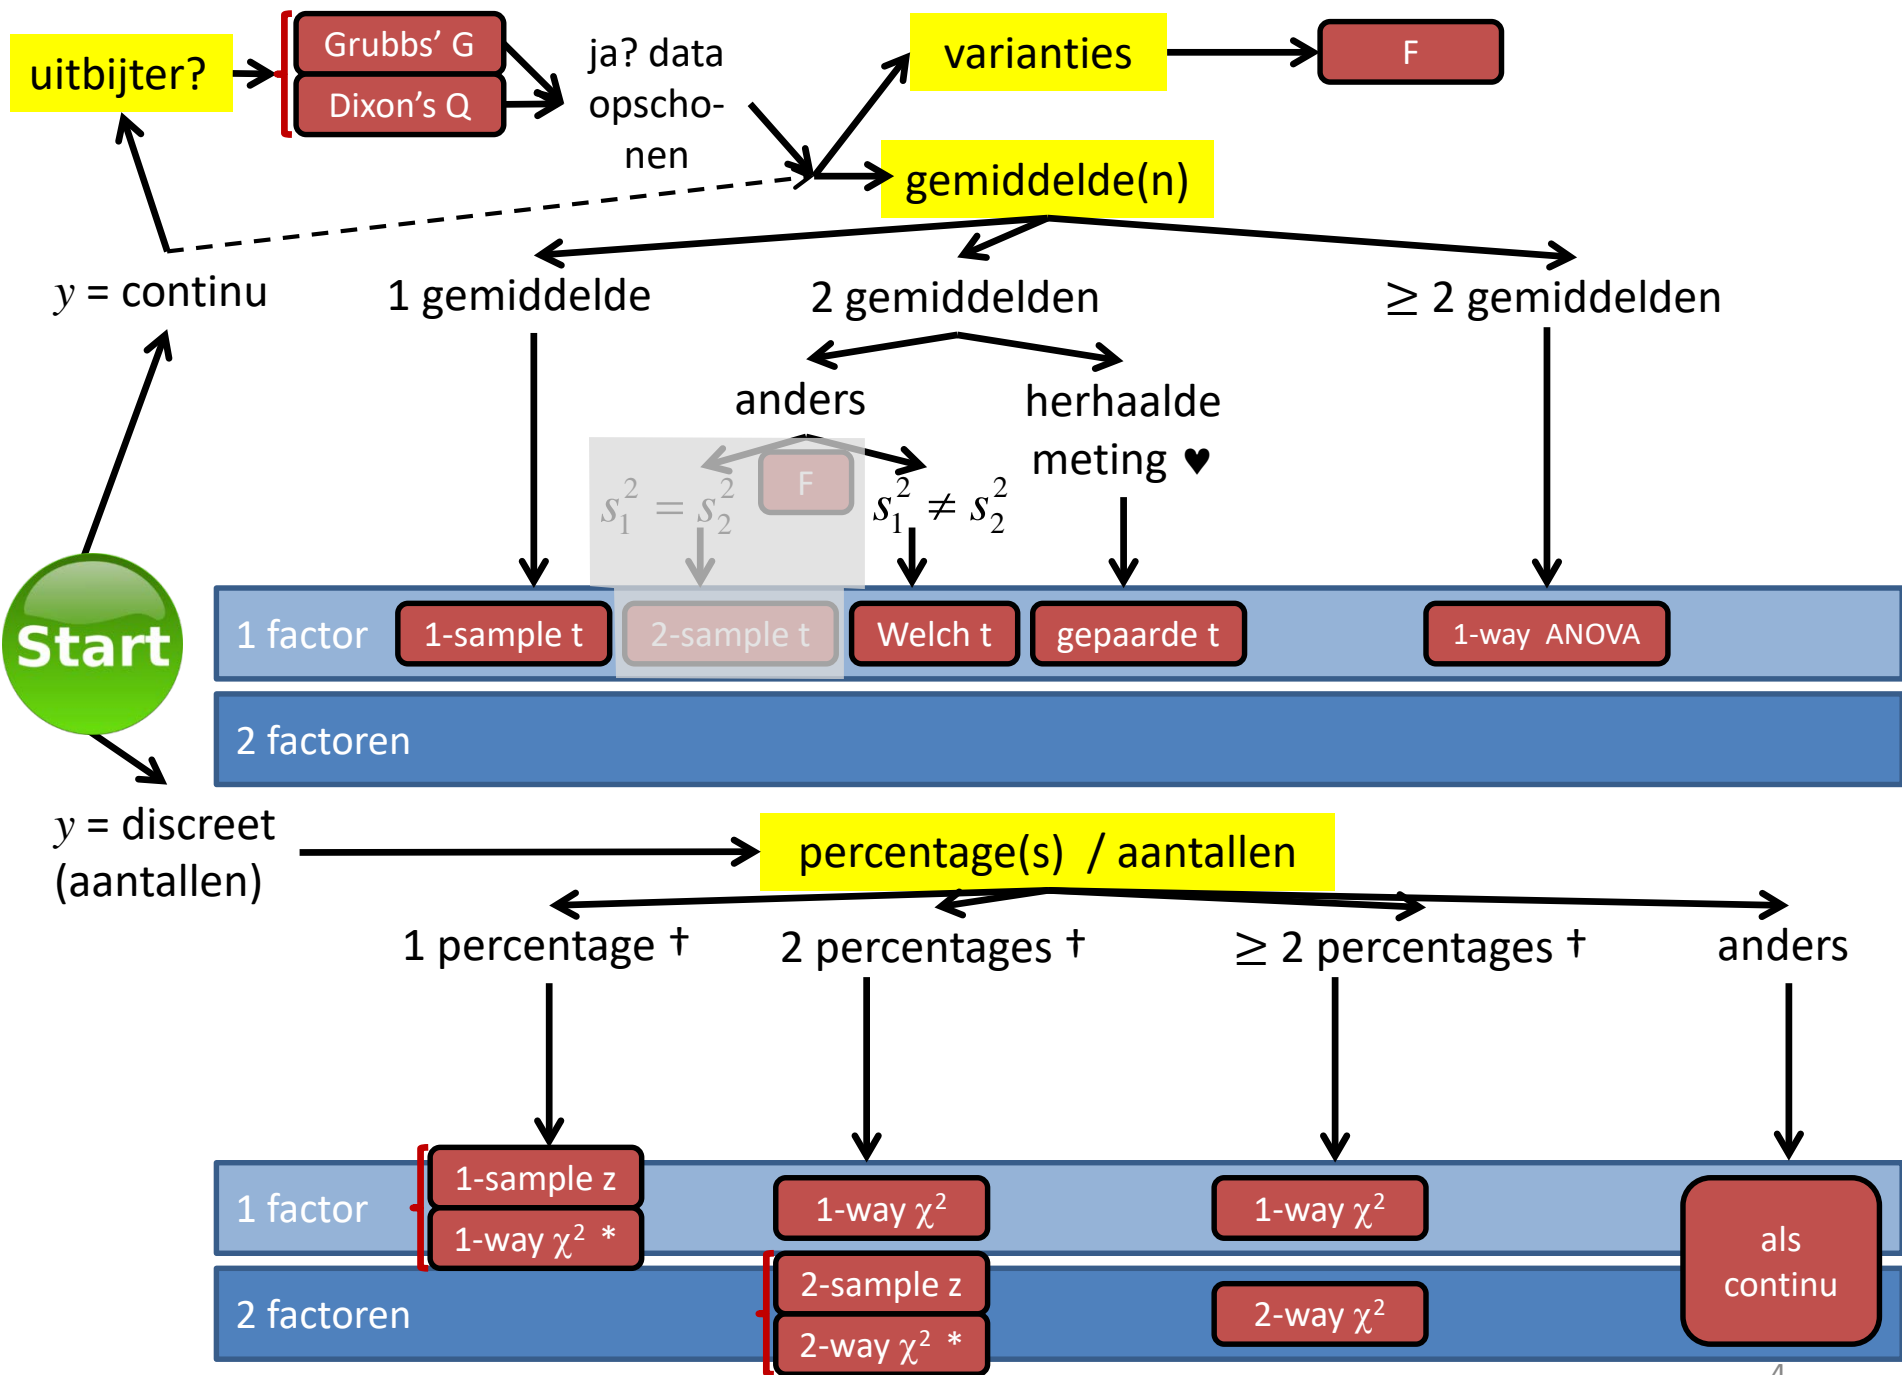 uitbijter?
Grubbs' G
Dixon's Q
ja? data
opscho-
nen
varianties
F
gemiddelde(n)
y = continu
1 gemiddelde
2 gemiddelden
≥ 2 gemiddelden
anders
herhaalde
meting ♥
s₁² = s₂²
F
s₁² ≠ s₂²
Start
1 factor
1-sample t
2-sample t
Welch t
gepaarde t
1-way ANOVA
2 factoren
y = discreet
(aantallen)
percentage(s) / aantallen
1 percentage †
2 percentages †
≥ 2 percentages †
anders
1 factor
1-sample z
1-way χ² *
1-way χ²
1-way χ²
als
continu
2 factoren
2-sample z
2-way χ² *
2-way χ²
4